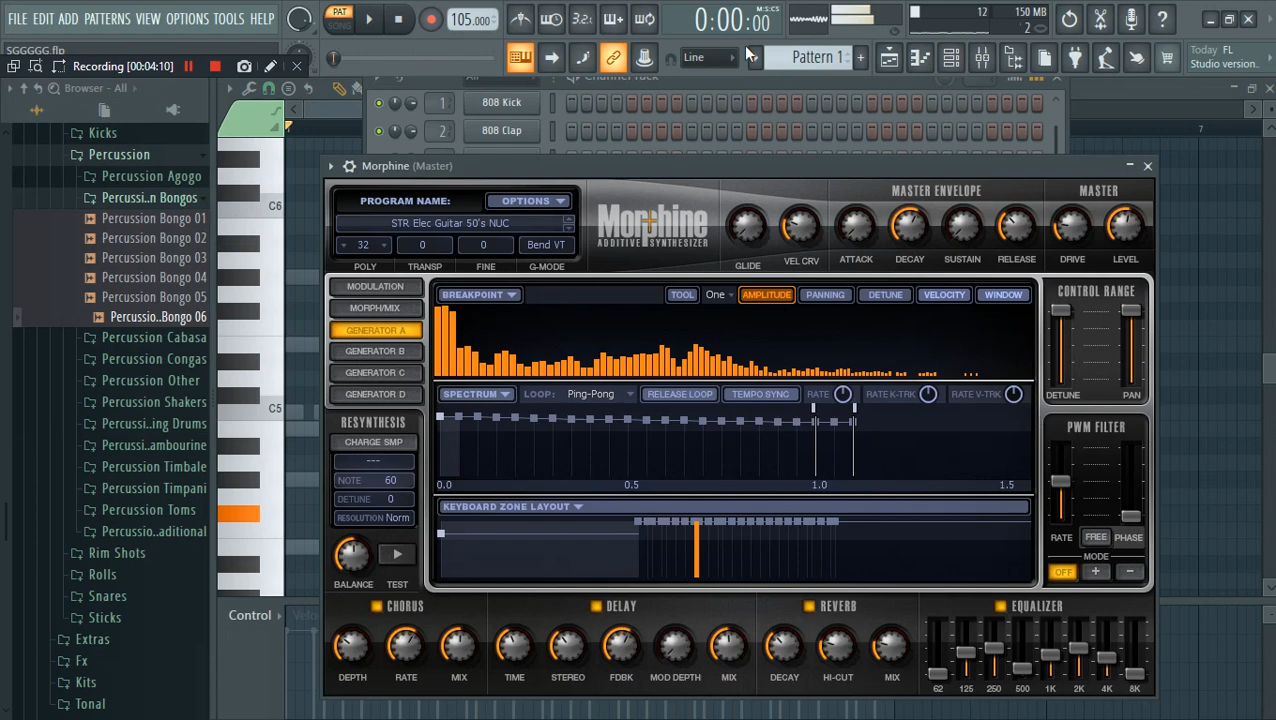 FILE EDIT ADD PATTERNS VIEW OPTIONS TOOLS HELP
SGGGGG.flp
PAT
SONG
105.000
3.2
0:00:00
M:S:CS
12
150 MB
2
Line
Pattern 1
Today FL
Studio version..
Recording [00:04:10]
Browser - All
Channel rack
All
7
Kicks
Percussion
Percussion Agogo
Percussi..n Bongos
Percussion Bongo 01
Percussion Bongo 02
Percussion Bongo 03
Percussion Bongo 04
Percussion Bongo 05
Percussio..Bongo 06
Percussion Cabasa
Percussion Congas
Percussion Other
Percussion Shakers
Percussi...ing Drums
Percussi...ambourine
Percussion Timbale
Percussion Timpani
Percussion Toms
Percussio...aditional
Rim Shots
Rolls
Snares
Sticks
Extras
Fx
Kits
Tonal
C6
C5
Control
Velo
1
808 Kick
2
808 Clap
Morphine (Master)
PROGRAM NAME:
OPTIONS
STR Elec Guitar 50's NUC
32
0
0
Bend VT
POLY
TRANSP
FINE
G-MODE
Morphine
ADDITIVE SYNTHESIZER
GLIDE
VEL CRV
MASTER ENVELOPE
ATTACK
DECAY
SUSTAIN
RELEASE
MASTER
DRIVE
LEVEL
MODULATION
MORPH/MIX
GENERATOR A
GENERATOR B
GENERATOR C
GENERATOR D
RESYNTHESIS
CHARGE SMP
---
NOTE 60
DETUNE 0
RESOLUTION Norm
BALANCE
TEST
BREAKPOINT
TOOL
One
AMPLITUDE
PANNING
DETUNE
VELOCITY
WINDOW
SPECTRUM
LOOP:
Ping-Pong
RELEASE LOOP
TEMPO SYNC
RATE
RATE K-TRK
RATE V-TRK
0.0
0.5
1.0
1.5
KEYBOARD ZONE LAYOUT
CONTROL RANGE
DETUNE
PAN
PWM FILTER
RATE
FREE
PHASE
MODE
OFF
+
−
CHORUS
DEPTH
RATE
MIX
DELAY
TIME
STEREO
FDBK
MOD DEPTH
MIX
REVERB
DECAY
HI-CUT
MIX
EQUALIZER
62
125
250
500
1K
2K
4K
8K